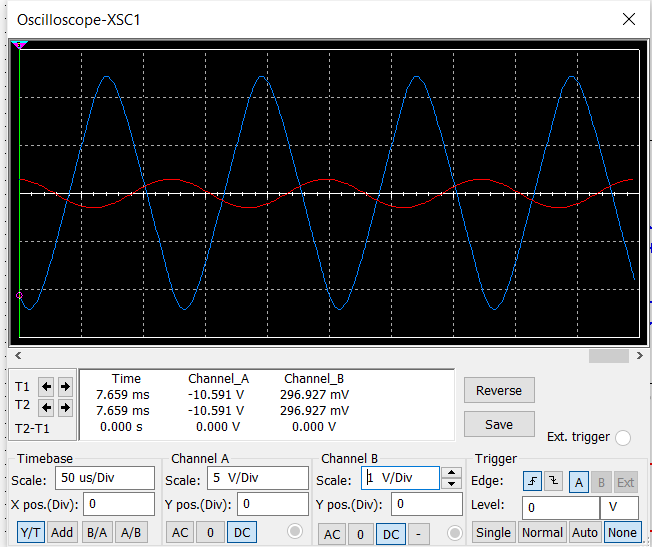 Oscilloscope-XSC1
T1
T2
T2-T1
Time Channel_A Channel_B
7.659 ms -10.591 V 296.927 mV
7.659 ms -10.591 V 296.927 mV
0.000 s 0.000 V 0.000 V
Reverse
Save
Ext. trigger
Timebase
Scale: 50 us/Div
X pos.(Div): 0
Y/T Add B/A A/B
Channel A
Scale: 5 V/Div
Y pos.(Div): 0
AC 0 DC
Channel B
Scale: 1 V/Div
Y pos.(Div): 0
AC 0 DC -
Trigger
Edge: A B Ext
Level: 0 V
Single Normal Auto None